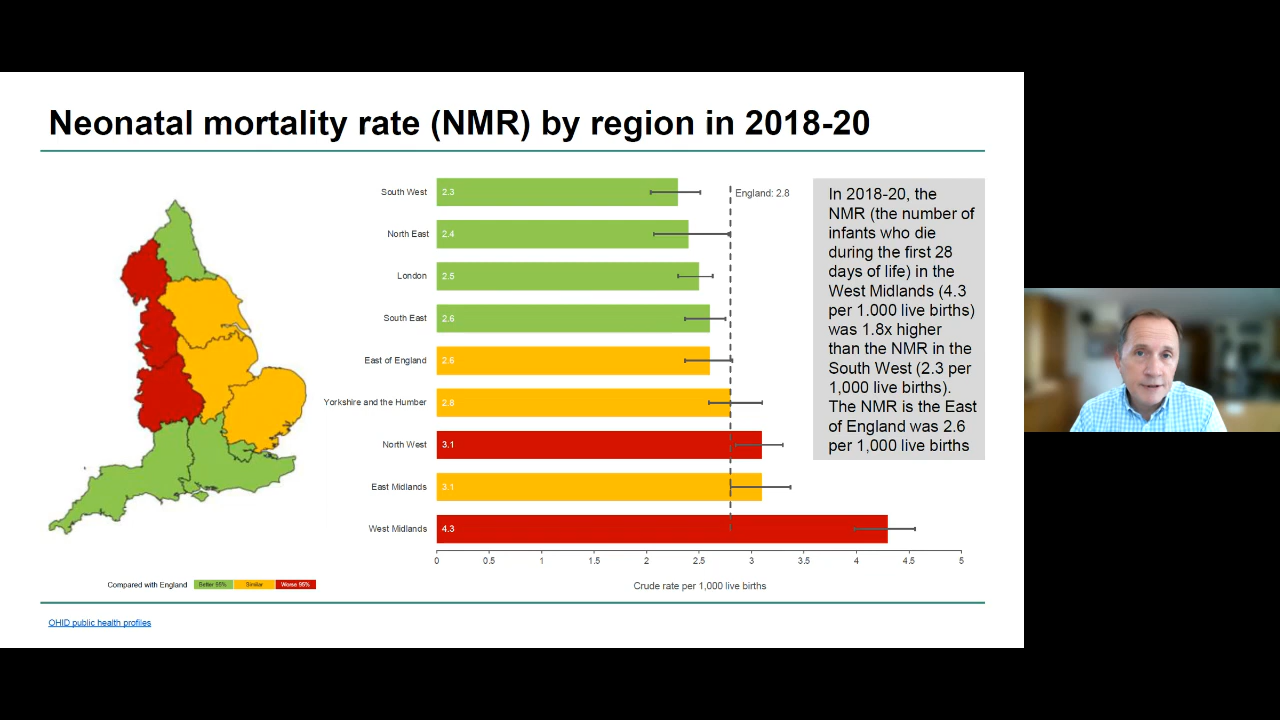 Neonatal mortality rate (NMR) by region in 2018-20
South West
2.3
North East
2.4
London
2.5
South East
2.6
East of England
2.6
Yorkshire and the Humber
2.8
North West
3.1
East Midlands
3.1
West Midlands
4.3
England: 2.8
0 0.5 1 1.5 2 2.5 3 3.5 4 4.5 5
Crude rate per 1,000 live births
In 2018-20, the
NMR (the number of
infants who die
during the first 28
days of life) in the
West Midlands (4.3
per 1.000 live births)
was 1.8x higher
than the NMR in the
South West (2.3 per
1,000 live births).
The NMR is the East
of England was 2.6
per 1,000 live births
Compared with England Better 95% Similar Worse 95%
OHID public health profiles